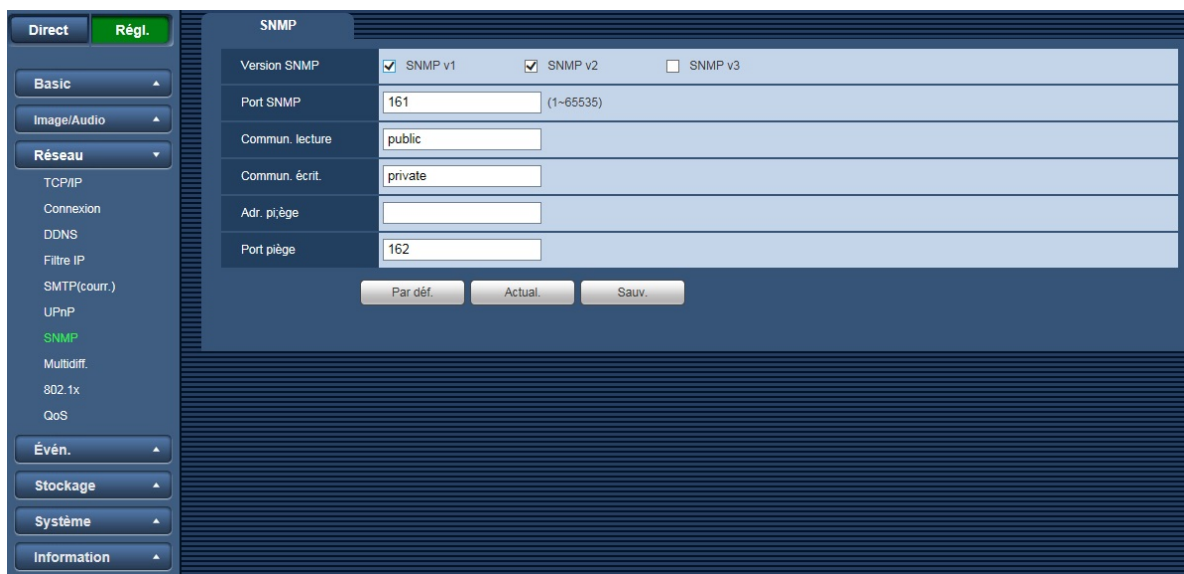 Direct Régl.
Basic
Image/Audio
Réseau
TCP/IP
Connexion
DDNS
Filtre IP
SMTP(courr.)
UPnP
SNMP
Multidiff.
802.1x
QoS
Évén.
Stockage
Système
Information
SNMP
Version SNMP SNMP v1 SNMP v2 SNMP v3
Port SNMP 161 (1~65535)
Commun. lecture public
Commun. écrit. private
Adr. pi;ège
Port piège 162
Par déf. Actual. Sauv.